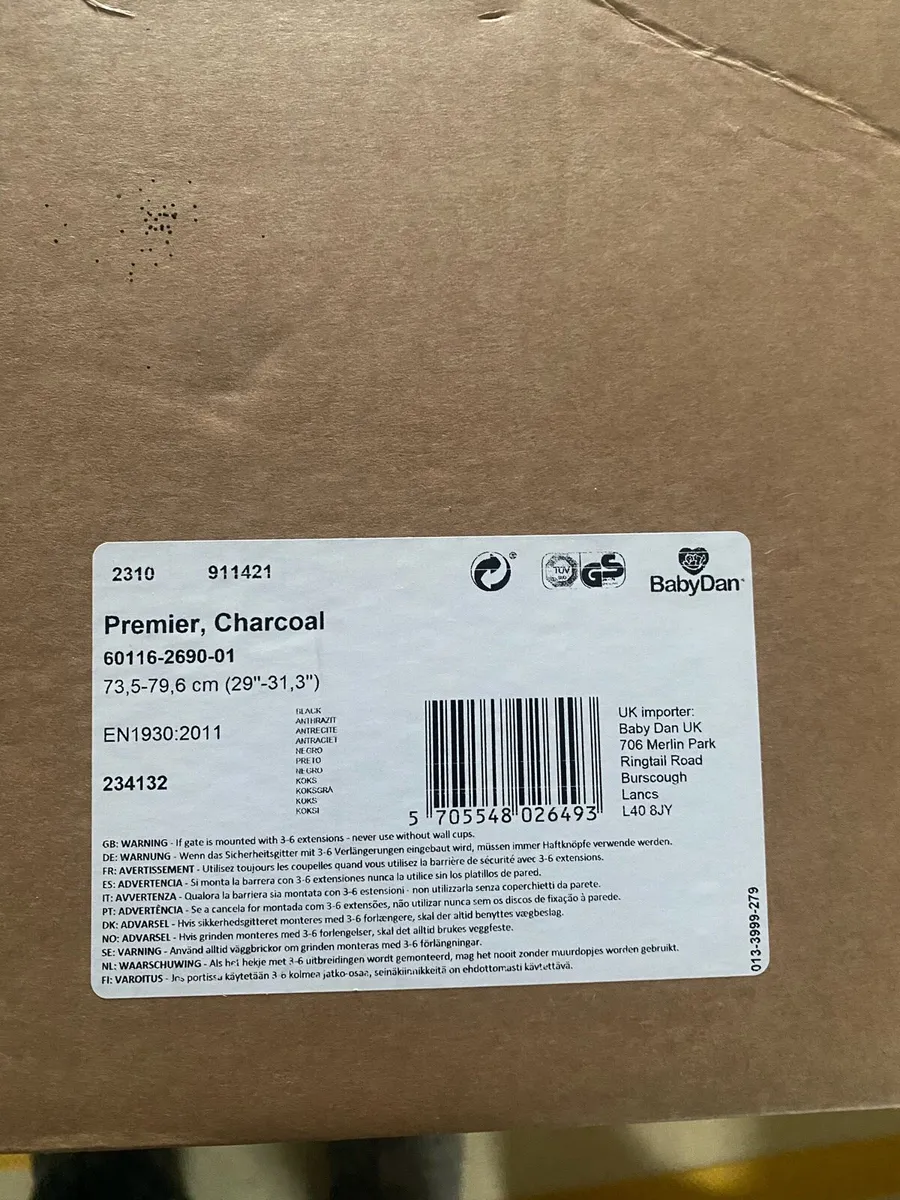 2310 911421
TÜV
GS
BabyDan
Premier, Charcoal
60116-2690-01
73,5-79,6 cm (29"-31,3")
EN1930:2011
234132
BLACK
ANTHRAZIT
ANTRECITE
ANTRACIET
NEGRO
PRETO
NEGRO
KOKS
KOKSGRÅ
KOKS
KOKSI
5 705548 026493
UK importer:
Baby Dan UK
706 Merlin Park
Ringtail Road
Burscough
Lancs
L40 8JY
GB: WARNING - If gate is mounted with 3-6 extensions - never use without wall cups.
DE: WARNUNG - Wenn das Sicherheitsgitter mit 3-6 Verlängerungen eingebaut wird, müssen immer Haftknöpfe verwende werden.
FR: AVERTISSEMENT - Utilisez toujours les coupelles quand vous utilisez la barrière de sécurité avec 3-6 extensions.
ES: ADVERTENCIA - Si monta la barrera con 3-6 extensiones nunca la utilice sin los platillos de pared.
IT: AVVERTENZA - Qualora la barriera sia montata con 3-6 estensioni - non utilizzarla senza coperchietti da parete.
PT: ADVERTÊNCIA - Se a cancela for montada com 3-6 extensões, não utilizar nunca sem os discos de fixação à parede.
DK: ADVARSEL - Hvis sikkerhedsgitteret monteres med 3-6 forlængere, skal der altid benyttes vægbeslag.
NO: ADVARSEL - Hvis grinden monteres med 3-6 forlengelser, skal det alltid brukes veggfeste.
SE: VARNING - Använd alltid väggbrickor om grinden monteras med 3-6 förlängningar.
NL: WAARSCHUWING - Als het hekje met 3-6 uitbreidingen wordt gemonteerd, mag het nooit zonder muurdopjes worden gebruikt.
FI: VAROITUS - Jos portissa käytetään 3-6 kolmea jatko-osaa, seinäkiinnikkeitä on ehdottomasti käytettävä.
013-3999-279